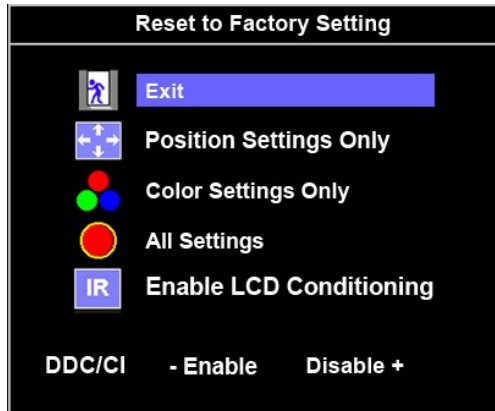 Reset to Factory Setting
Exit
Position Settings Only
Color Settings Only
All Settings
IR Enable LCD Conditioning
DDC/CI - Enable Disable +